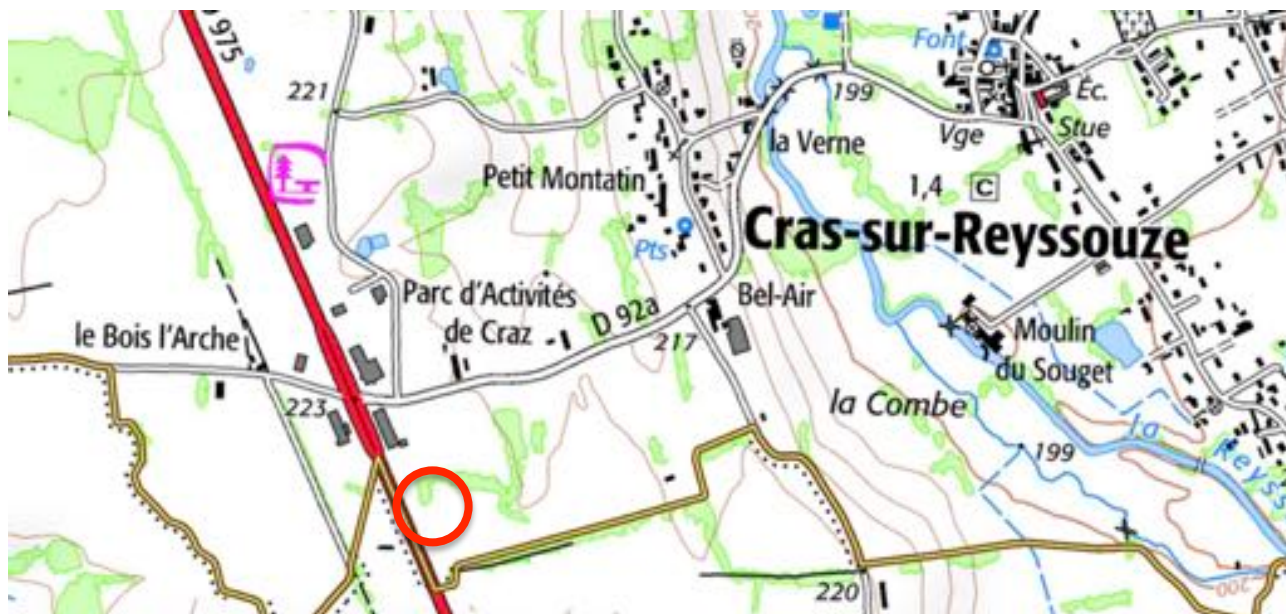 D 975
Font
221
199
Éc.
Vge
Stue
la Verne
Petit Montatin
1,4 C
Cras-sur-Reyssouze
Pts
Parc d'Activités
de Craz
D 92a
Bel-Air
le Bois l'Arche
217
Moulin
du Souget
223
la Combe
199
La Reyss
220
200